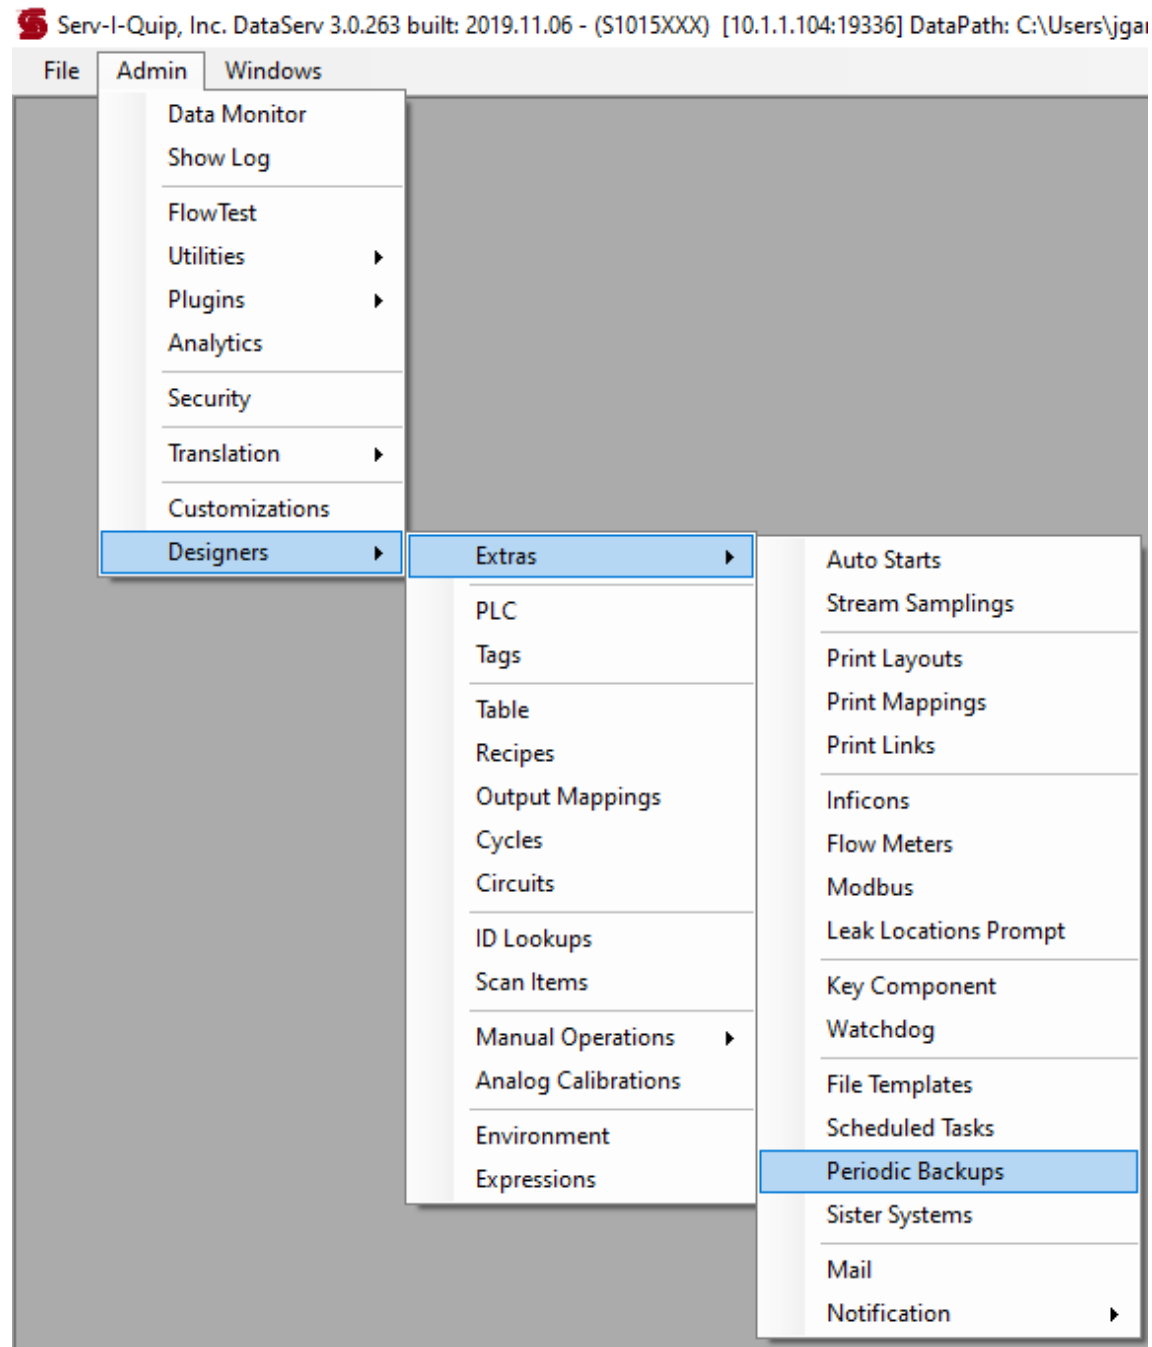 Serv-I-Quip, Inc. DataServ 3.0.263 built: 2019.11.06 - (S1015XXX) [10.1.1.104:19336] DataPath: C:\Users\jgar
File Admin Windows
Data Monitor
Show Log
FlowTest
Utilities
Plugins
Analytics
Security
Translation
Customizations
Designers
Extras
PLC
Tags
Table
Recipes
Output Mappings
Cycles
Circuits
ID Lookups
Scan Items
Manual Operations
Analog Calibrations
Environment
Expressions
Auto Starts
Stream Samplings
Print Layouts
Print Mappings
Print Links
Inficons
Flow Meters
Modbus
Leak Locations Prompt
Key Component
Watchdog
File Templates
Scheduled Tasks
Periodic Backups
Sister Systems
Mail
Notification